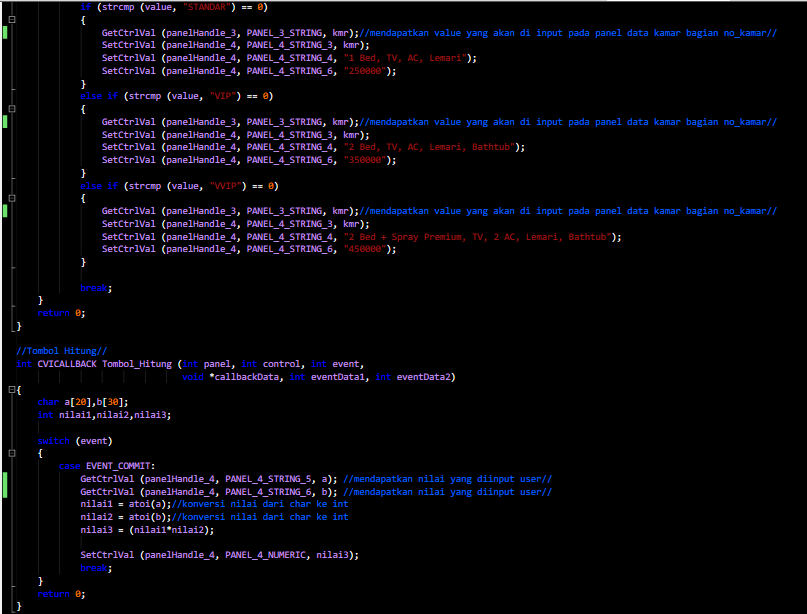 if (strcmp (value, "STANDAR") == 0)
{
GetCtrlVal (panelHandle_3, PANEL_3_STRING, kmr);//mendapatkan value yang akan di input pada panel data kamar bagian no_kamar//
SetCtrlVal (panelHandle_4, PANEL_4_STRING_3, kmr);
SetCtrlVal (panelHandle_4, PANEL_4_STRING_4, "1 Bed, TV, AC, Lemari");
SetCtrlVal (panelHandle_4, PANEL_4_STRING_6, "250000");
}
else if (strcmp (value, "VIP") == 0)
{
GetCtrlVal (panelHandle_3, PANEL_3_STRING, kmr);//mendapatkan value yang akan di input pada panel data kamar bagian no_kamar//
SetCtrlVal (panelHandle_4, PANEL_4_STRING_3, kmr);
SetCtrlVal (panelHandle_4, PANEL_4_STRING_4, "2 Bed, TV, AC, Lemari, Bathtub");
SetCtrlVal (panelHandle_4, PANEL_4_STRING_6, "350000");
}
else if (strcmp (value, "VVIP") == 0)
{
GetCtrlVal (panelHandle_3, PANEL_3_STRING, kmr);//mendapatkan value yang akan di input pada panel data kamar bagian no_kamar//
SetCtrlVal (panelHandle_4, PANEL_4_STRING_3, kmr);
SetCtrlVal (panelHandle_4, PANEL_4_STRING_4, "2 Bed + Spray Premium, TV, 2 AC, Lemari, Bathtub");
SetCtrlVal (panelHandle_4, PANEL_4_STRING_6, "450000");
}
break;
}
return 0;
}
//Tombol Hitung//
int CVICALLBACK Tombol_Hitung (int panel, int control, int event,
void *callbackData, int eventData1, int eventData2)
{
char a[20],b[30];
int nilai1,nilai2,nilai3;
switch (event)
{
case EVENT_COMMIT:
GetCtrlVal (panelHandle_4, PANEL_4_STRING_5, a); //mendapatkan nilai yang diinput user//
GetCtrlVal (panelHandle_4, PANEL_4_STRING_6, b); //mendapatkan nilai yang diinput user//
nilai1 = atoi(a);//konversi nilai dari char ke int
nilai2 = atoi(b);//konversi nilai dari char ke int
nilai3 = (nilai1*nilai2);
SetCtrlVal (panelHandle_4, PANEL_4_NUMERIC, nilai3);
break;
}
return 0;
}